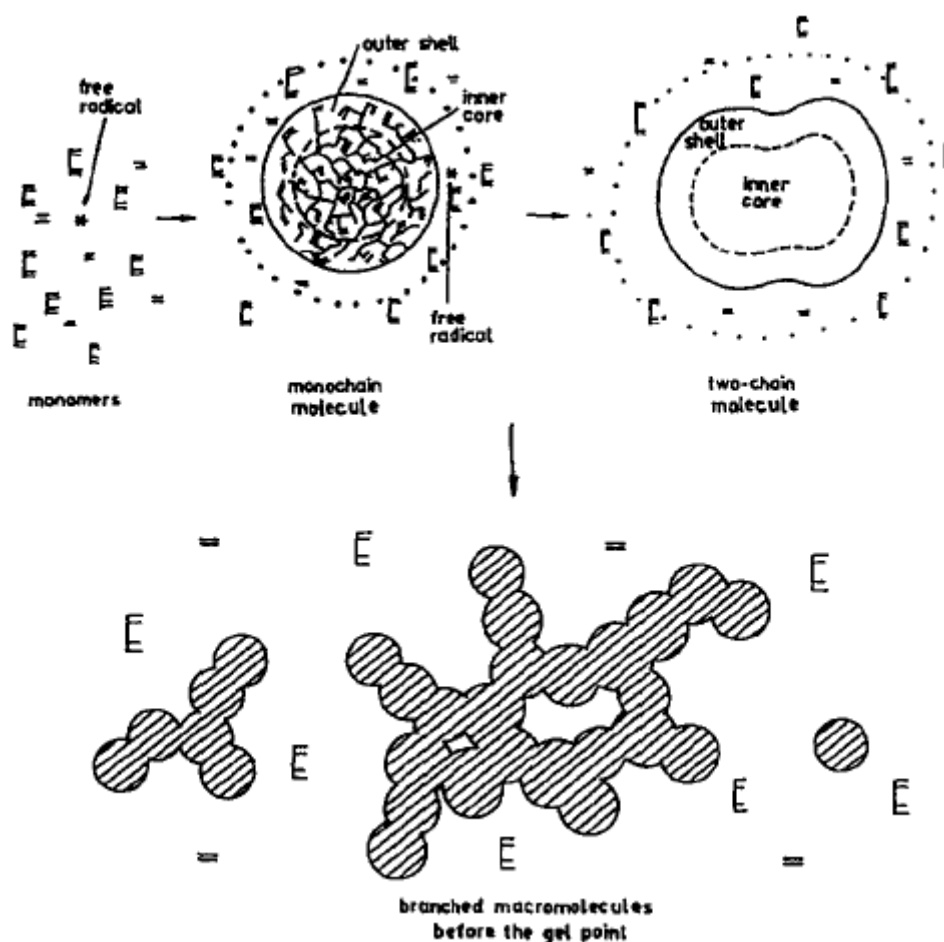 outer shell
free
radical
inner
core
outer
shell
inner
core
free
radical
monomers
monochain
molecule
two-chain
molecule
branched macromolecules
before the gel point